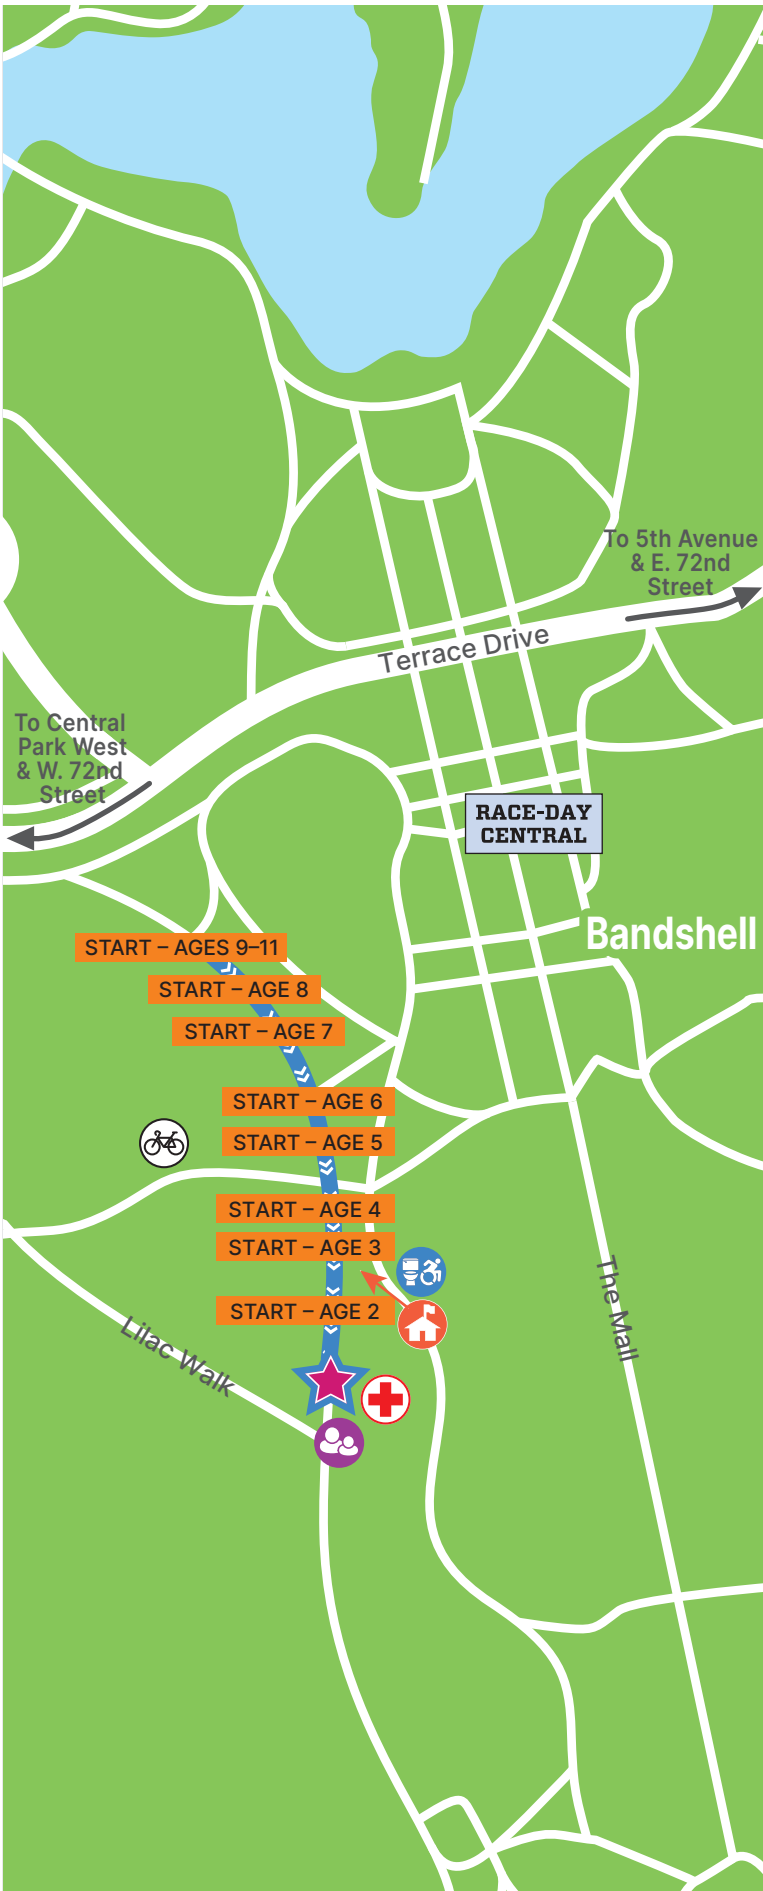 To 5th Avenue
& E. 72nd
Street
Terrace Drive
To Central
Park West
& W. 72nd
Street
RACE-DAY
CENTRAL
Bandshell
START – AGES 9–11
START – AGE 8
START – AGE 7
START – AGE 6
START – AGE 5
START – AGE 4
START – AGE 3
START – AGE 2
Lilac Walk
The Mall